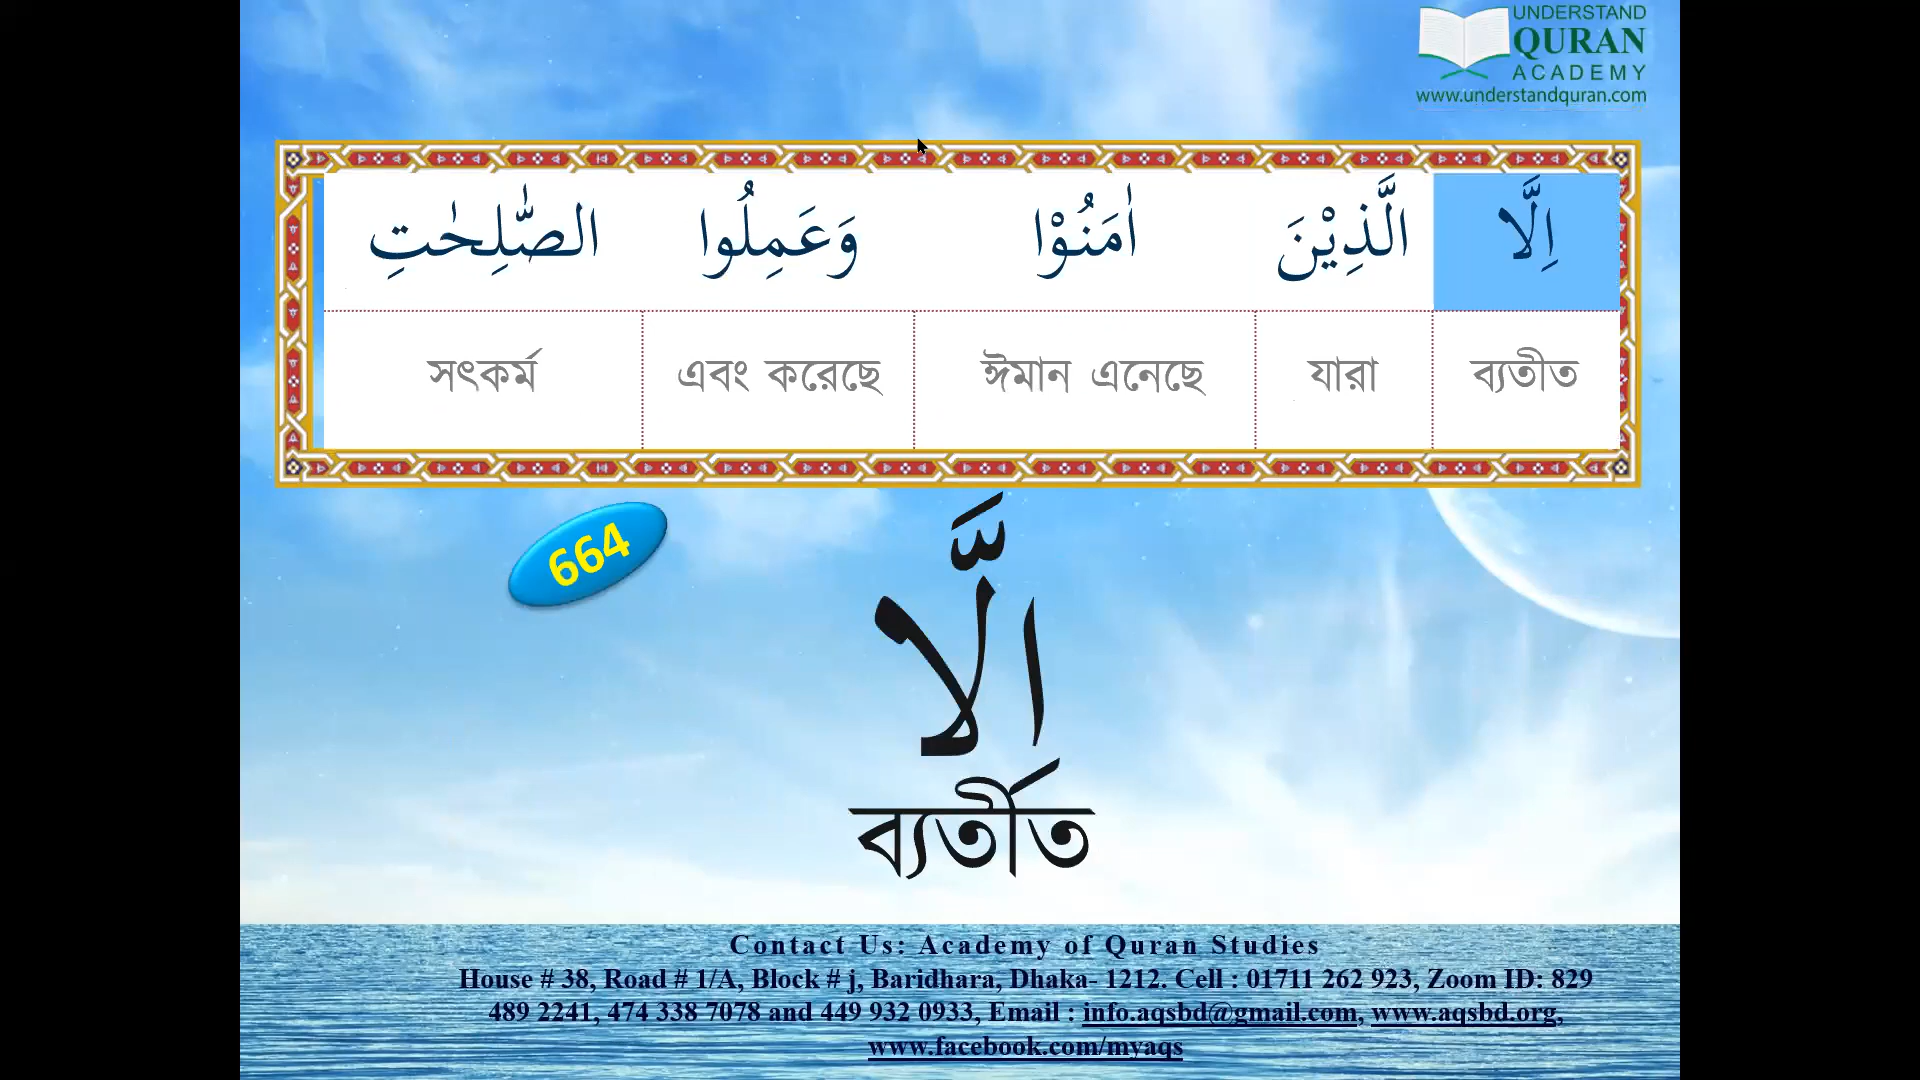 UNDERSTAND
QURAN
ACADEMY
www.understandquran.com
اِلَّا الَّذِيْنَ اٰمَنُوْا وَعَمِلُوا الصّٰلِحٰتِ
ব্যতীত যারা ঈমান এনেছে এবং করেছে সৎকর্ম
664
اِلَّا
ব্যতীত
Contact Us: Academy of Quran Studies
House # 38, Road # 1/A, Block # j, Baridhara, Dhaka- 1212. Cell : 01711 262 923, Zoom ID: 829
489 2241, 474 338 7078 and 449 932 0933, Email : info.aqsbd@gmail.com, www.aqsbd.org,
www.facebook.com/myaqs